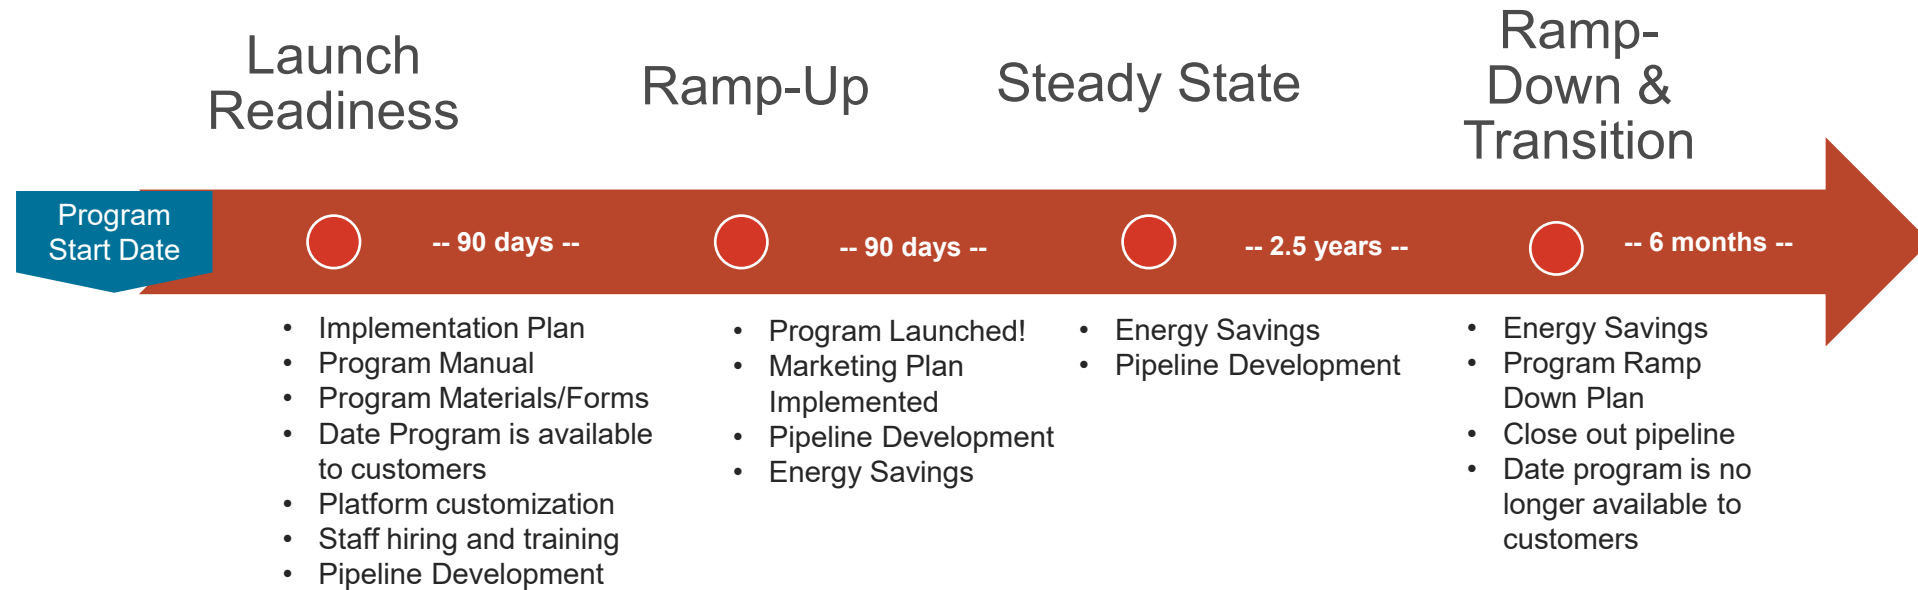 Launch
Readiness
Ramp-Up
Steady State
Ramp-
Down &
Transition
Program
Start Date
-- 90 days --
-- 90 days --
-- 2.5 years --
-- 6 months --
• Implementation Plan
• Program Manual
• Program Materials/Forms
• Date Program is available
to customers
• Platform customization
• Staff hiring and training
• Pipeline Development
• Program Launched!
• Marketing Plan
Implemented
• Pipeline Development
• Energy Savings
• Energy Savings
• Pipeline Development
• Energy Savings
• Program Ramp
Down Plan
• Close out pipeline
• Date program is no
longer available to
customers